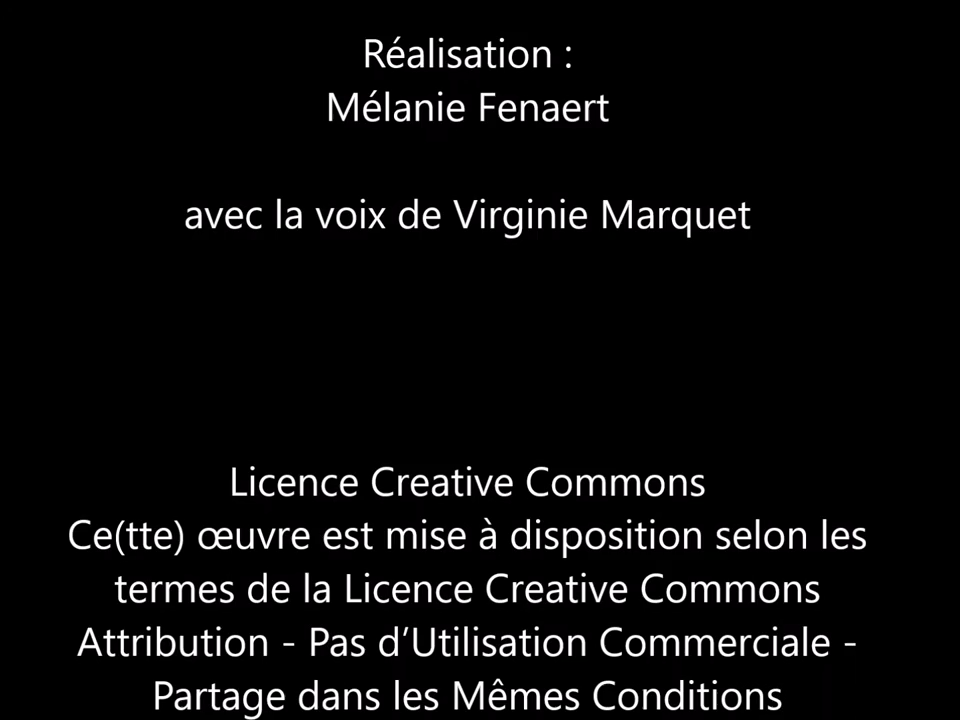 Réalisation :
Mélanie Fenaert
avec la voix de Virginie Marquet
Licence Creative Commons
Ce(tte) œuvre est mise à disposition selon les
termes de la Licence Creative Commons
Attribution - Pas d’Utilisation Commerciale -
Partage dans les Mêmes Conditions